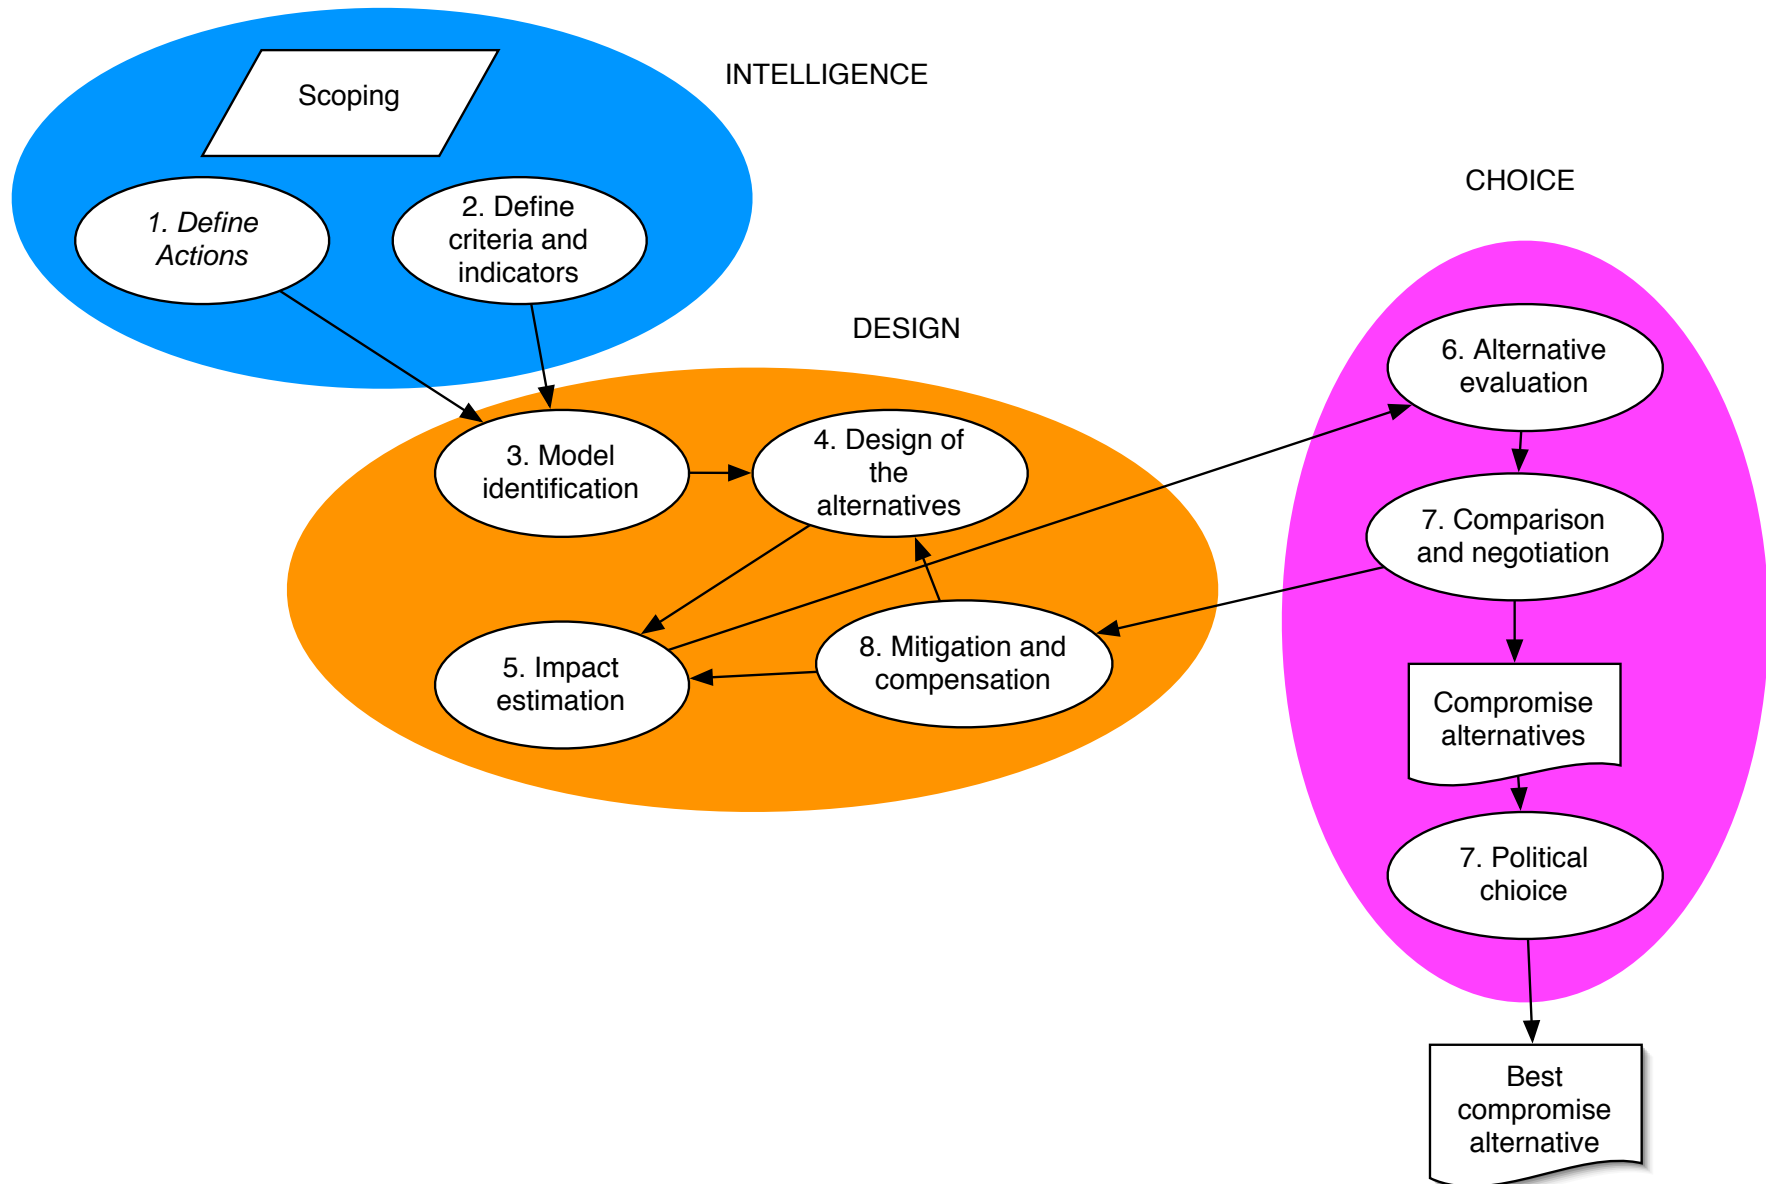 INTELLIGENCE
Scoping
1. Define
Actions
2. Define
criteria and
indicators
DESIGN
3. Model
identification
4. Design of
the
alternatives
5. Impact
estimation
8. Mitigation and
compensation
CHOICE
6. Alternative
evaluation
7. Comparison
and negotiation
Compromise
alternatives
7. Political
chioice
Best
compromise
alternative